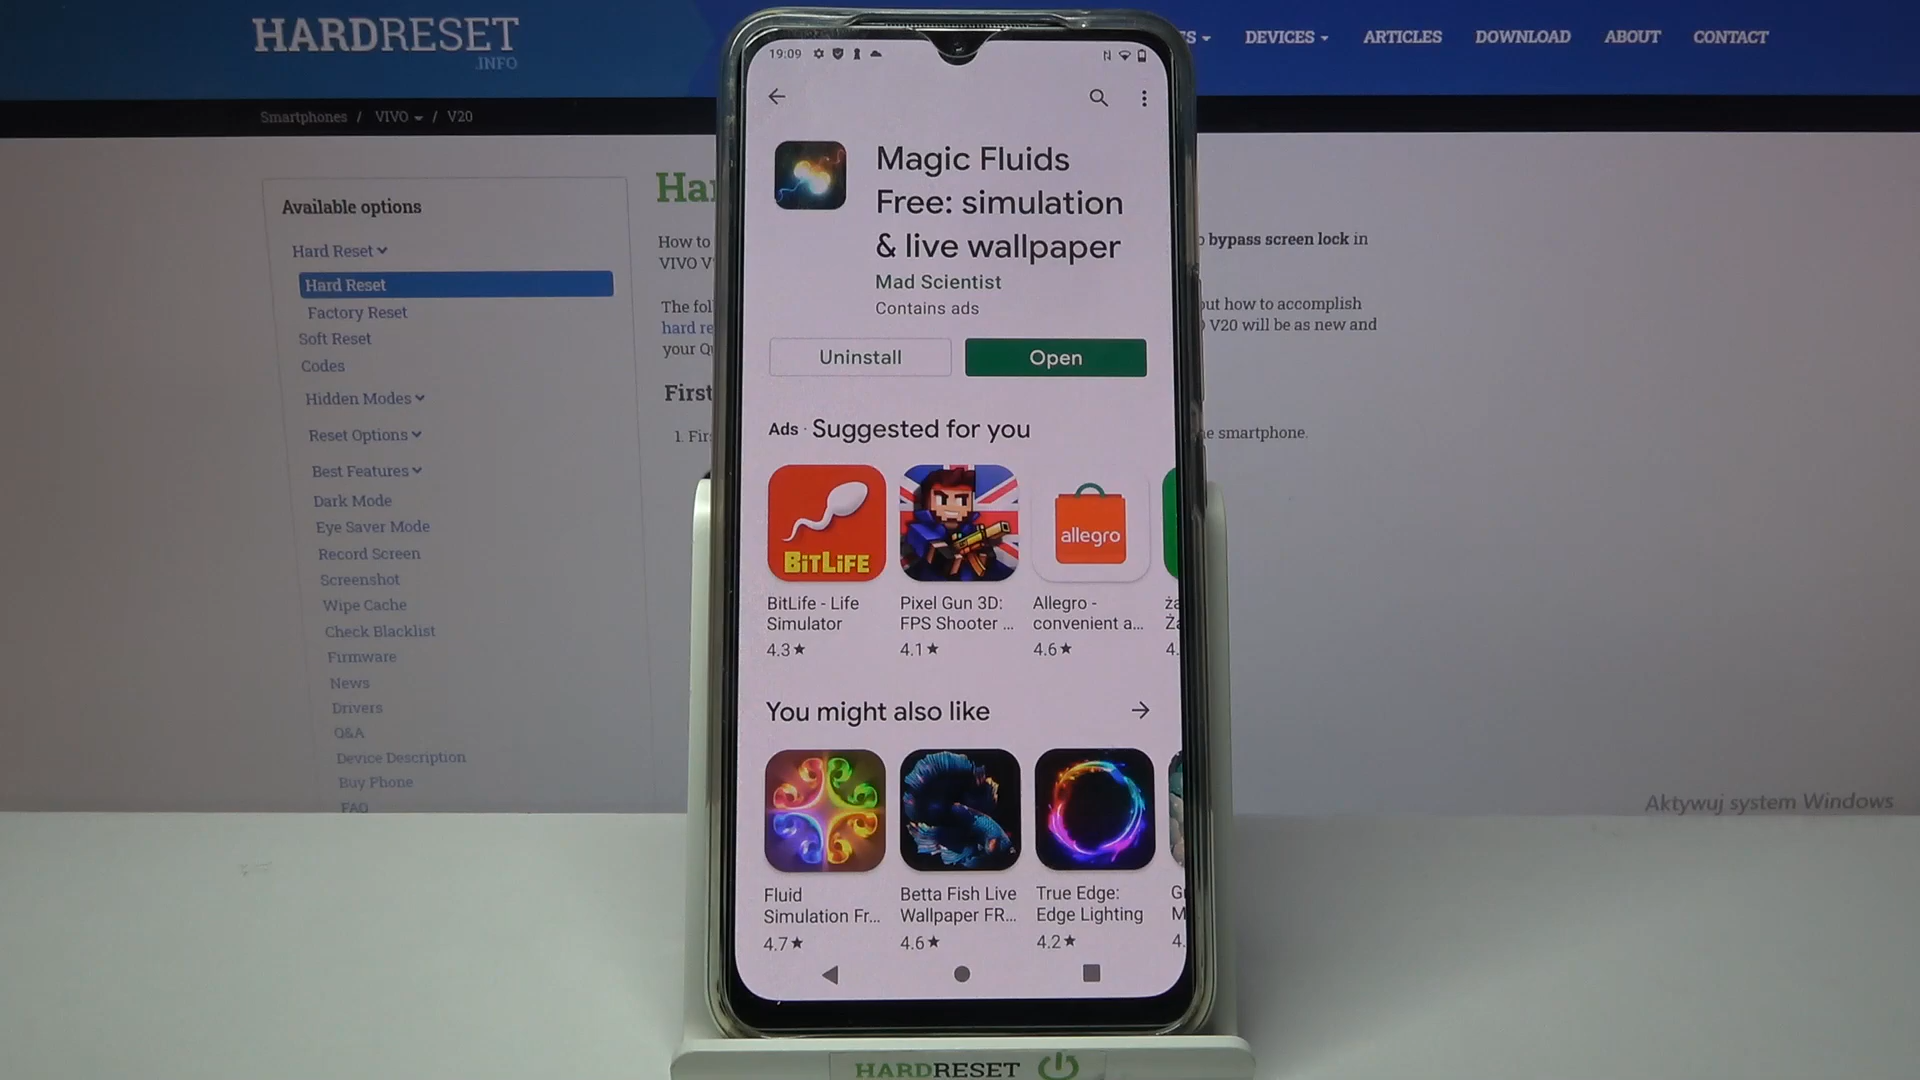 HARDRESET
.INFO
DEVICES
ARTICLES
DOWNLOAD
ABOUT
CONTACT
Smartphones / VIVO / V20
Available options
Hard Reset
Hard Reset
Factory Reset
Soft Reset
Codes
Hidden Modes
Reset Options
Best Features
Dark Mode
Eye Saver Mode
Record Screen
Screenshot
Wipe Cache
Check Blacklist
Firmware
News
Drivers
Q&A
Device Description
Buy Phone
FAQ
How to
VIVO
The
hard
your
First
1.
bypass screen lock in
how to accomplish
V20 will be as new and
smartphone.
19:09
Magic Fluids
Free: simulation
& live wallpaper
Mad Scientist
Contains ads
Uninstall
Open
Ads · Suggested for you
BitLife
allegro
BitLife - Life
Simulator
4.3★
Pixel Gun 3D:
FPS Shooter ...
4.1★
Allegro -
convenient a...
4.6★
You might also like
Fluid
Simulation Fr...
4.7★
Betta Fish Live
Wallpaper FR...
4.6★
True Edge:
Edge Lighting
4.2★
Aktywuj system Windows
HARDRESET